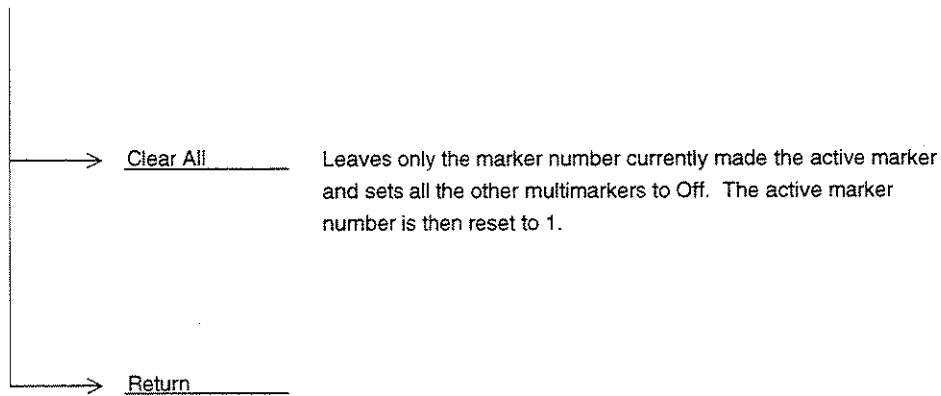 Clear All Leaves only the marker number currently made the active marker
and sets all the other multimarkers to Off. The active marker
number is then reset to 1.
Return